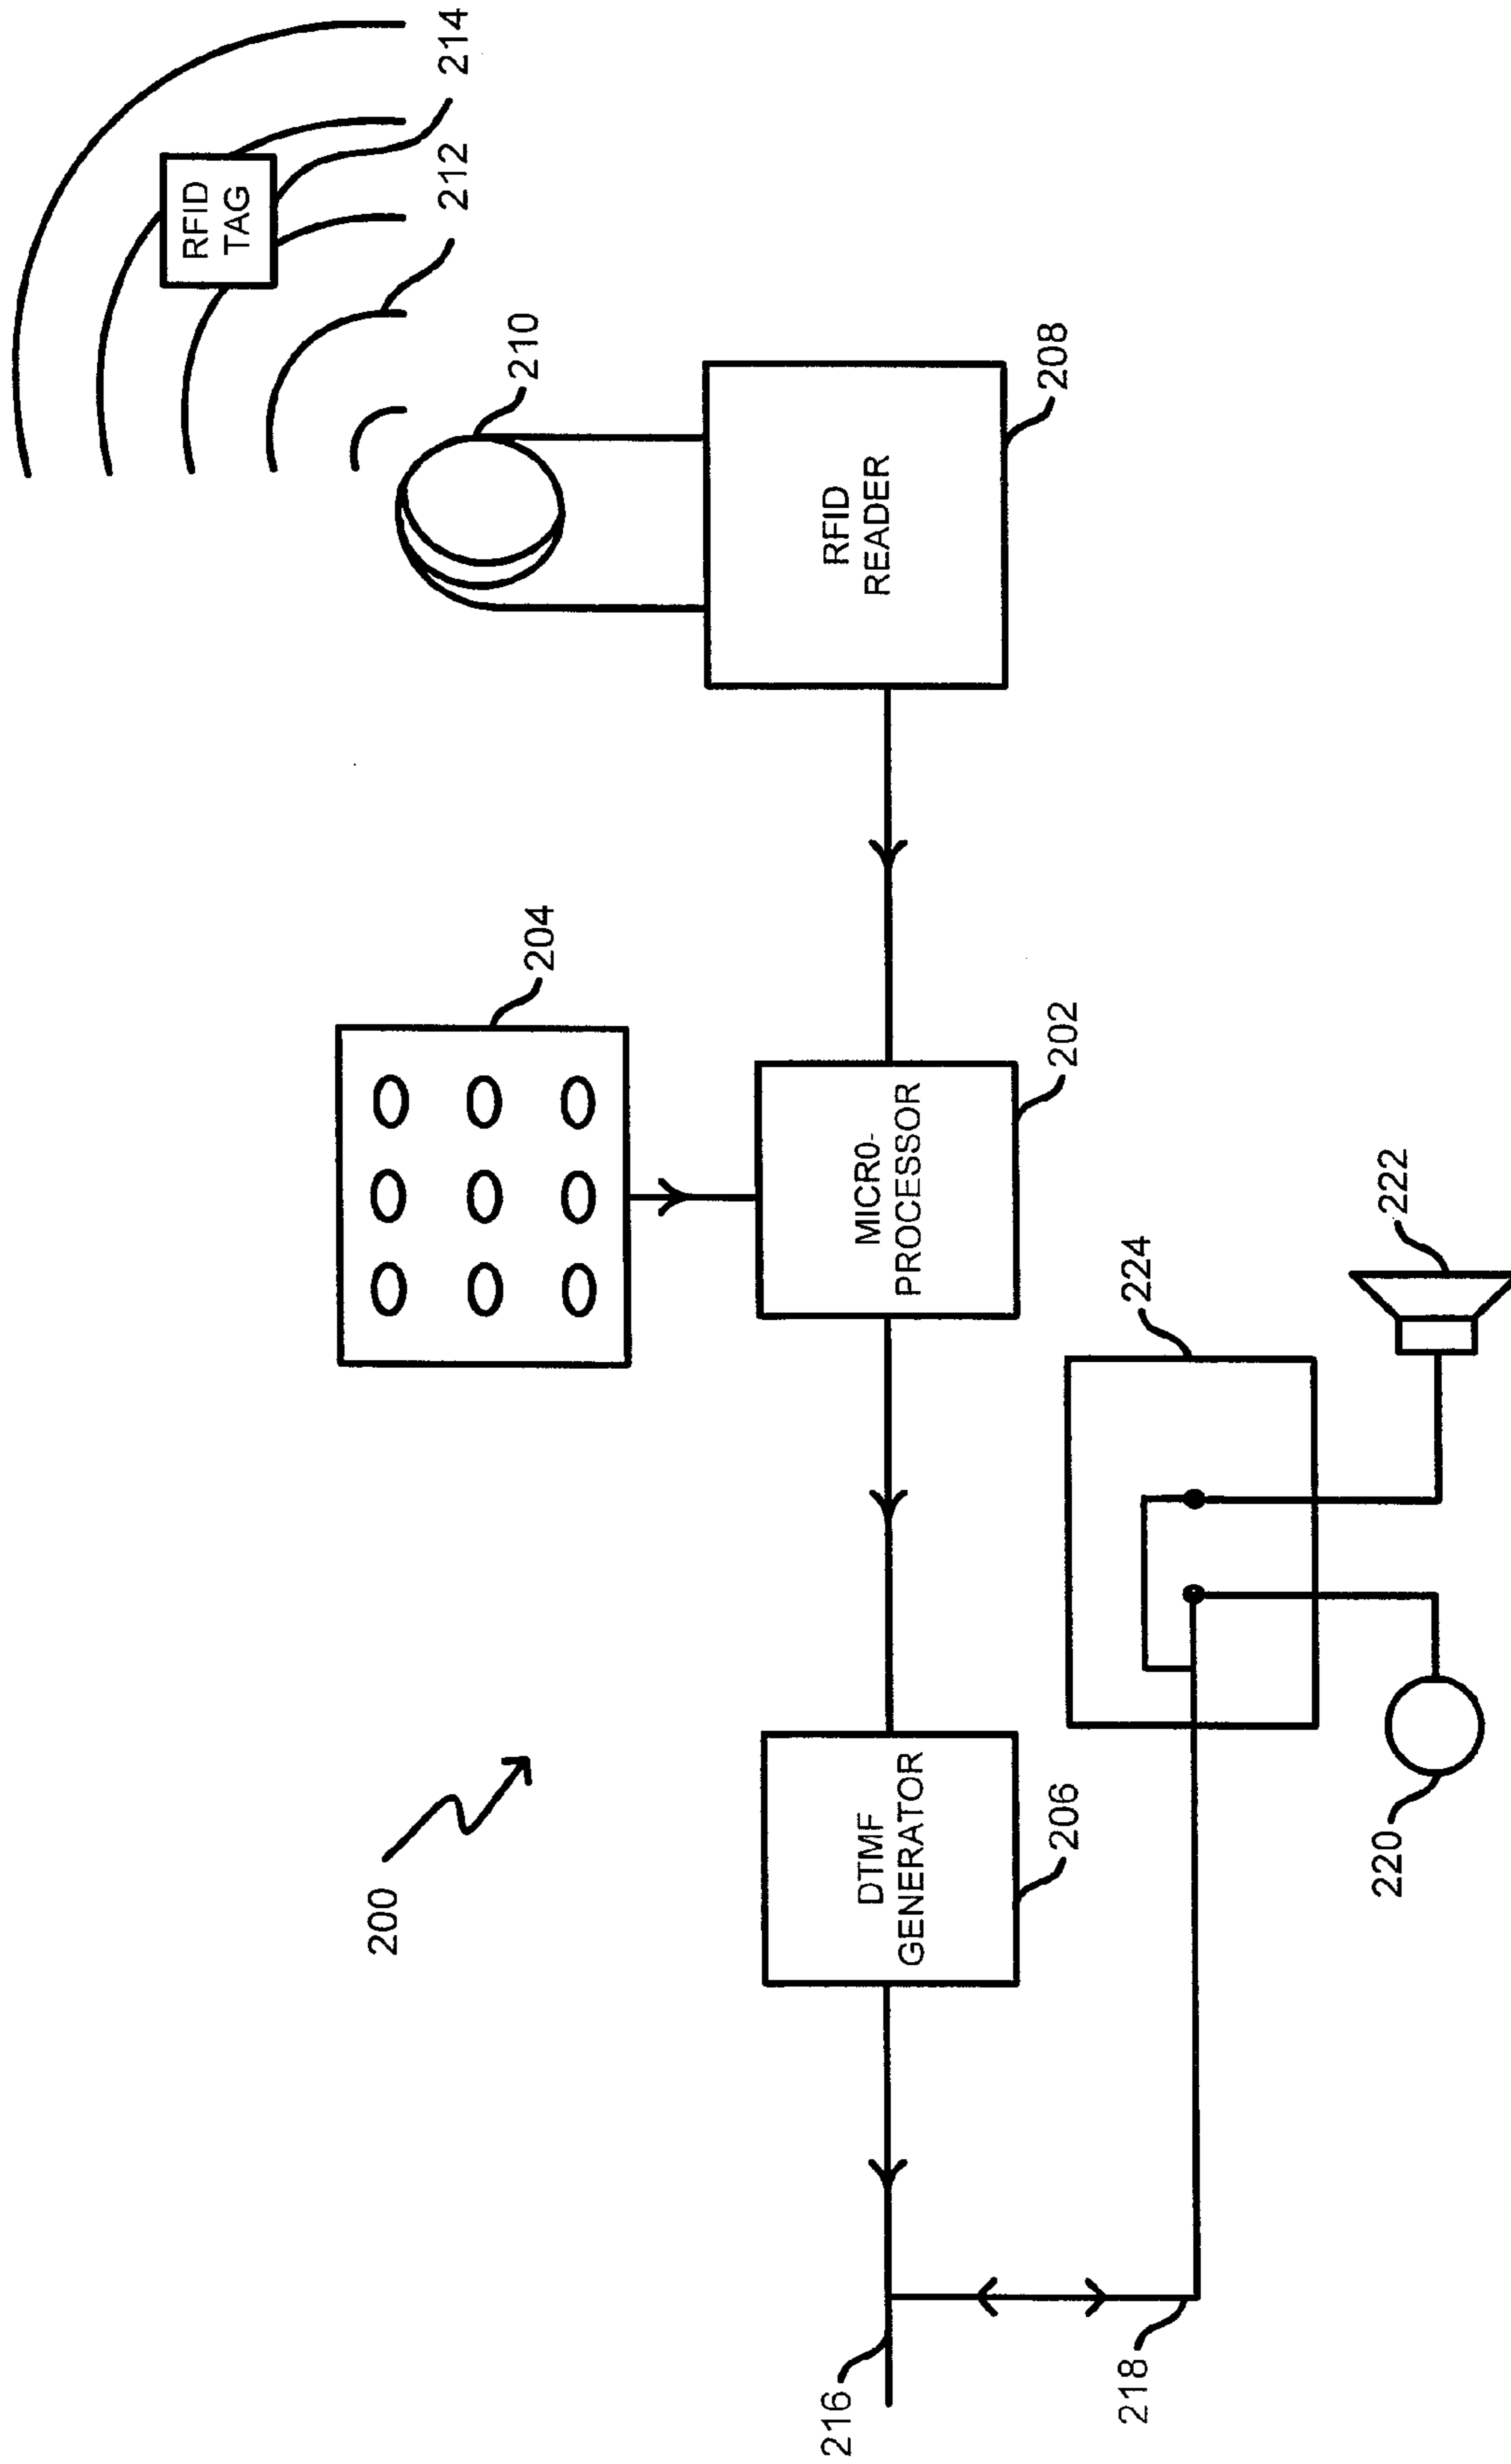 RFID
TAG
200
212
214
210
204
216
DTMF
GENERATOR
206
MICR0-
PROCESSOR
202
RFID
READER
208
218
224
220
222